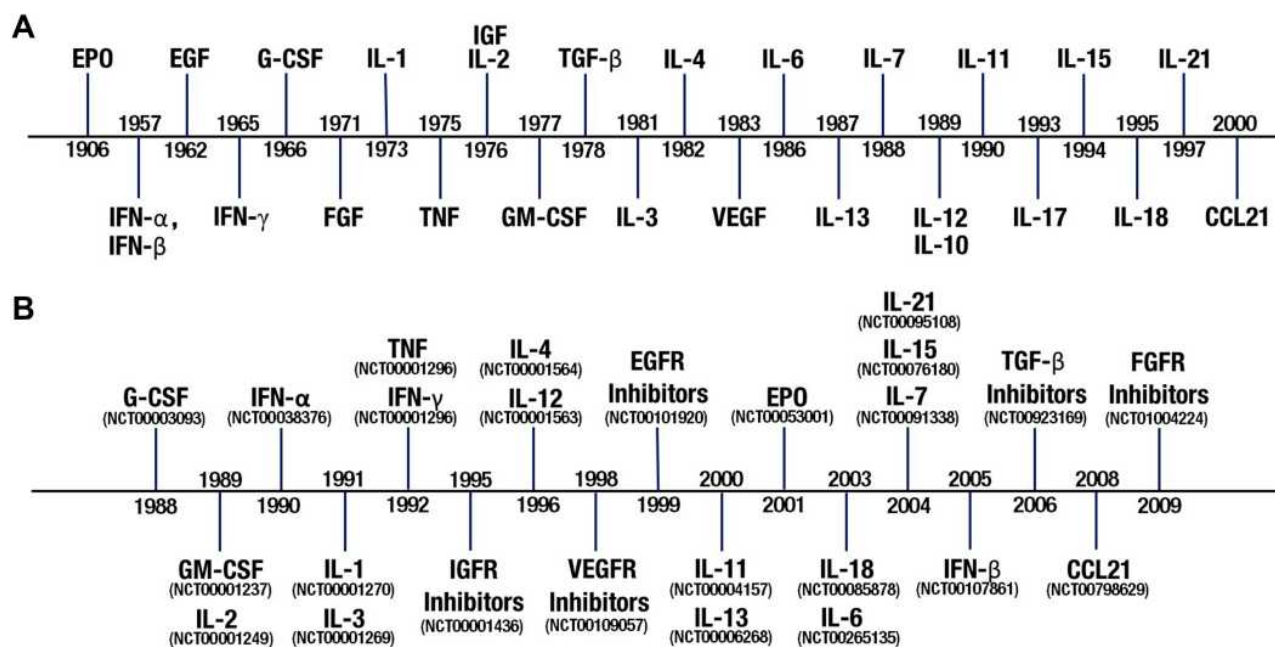 A
IGF
EPO EGF G-CSF IL-1 IL-2 TGF-β IL-4 IL-6 IL-7 IL-11 IL-15 IL-21
1957 1965 1971 1975 1977 1981 1983 1987 1989 1993 1995 2000
1906 1962 1966 1973 1976 1978 1982 1986 1988 1990 1994 1997
IFN-α, IFN-γ FGF TNF GM-CSF IL-3 VEGF IL-13 IL-12 IL-17 IL-18 CCL21
IFN-β IL-10
B
IL-21
(NCT00095108)
TNF IL-4 EGFR IL-15 TGF-β FGFR
(NCT00001296) (NCT00001564) (NCT00076180)
G-CSF IFN-α IFN-γ IL-12 Inhibitors EPO IL-7 Inhibitors Inhibitors
(NCT00003093) (NCT00038376) (NCT00001296) (NCT00001563) (NCT00101920) (NCT00053001) (NCT00091338) (NCT00923169) (NCT01004224)
1989 1991 1995 1998 2000 2003 2005 2008
1988 1990 1992 1996 1999 2001 2004 2006 2009
GM-CSF IL-1 IGFR VEGFR IL-11 IL-18 IFN-β CCL21
(NCT00001237) (NCT00001270) (NCT00004157) (NCT00085878) (NCT00107861) (NCT00798629)
IL-2 IL-3 Inhibitors Inhibitors IL-13 IL-6
(NCT00001249) (NCT00001269) (NCT00001436) (NCT00109057) (NCT00006268) (NCT00265135)